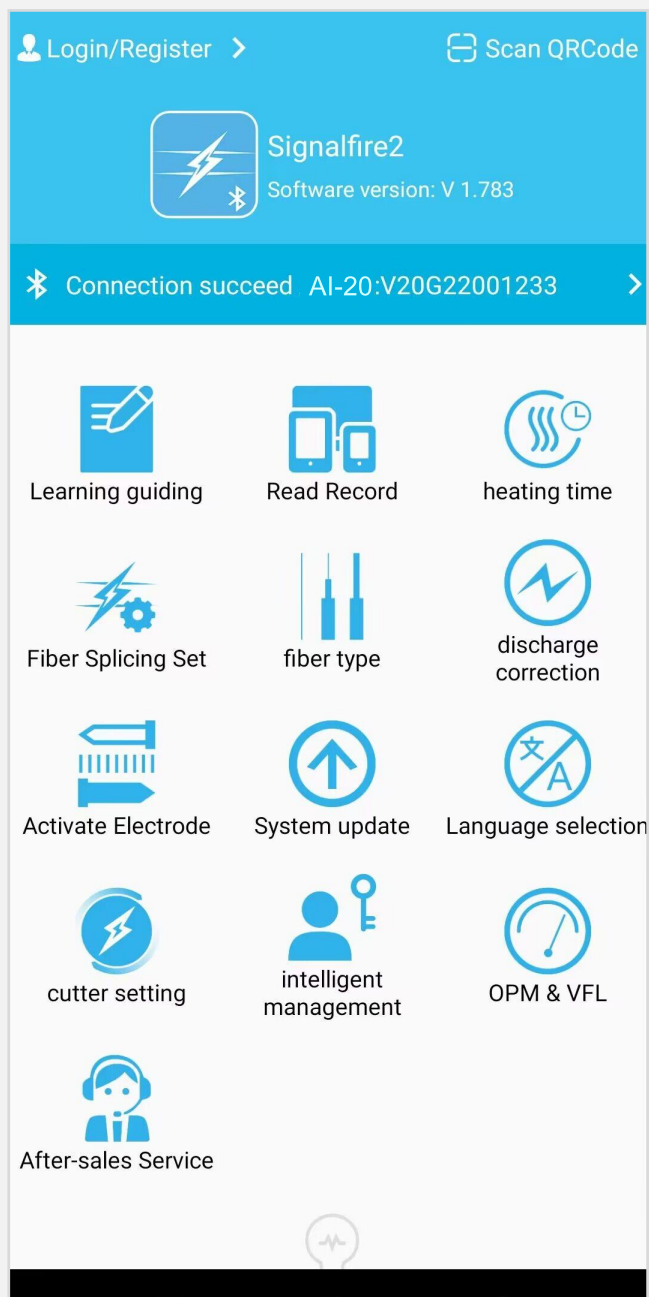 Login/Register
Scan QRCode
Signalfire2
Software version: V 1.783
Connection succeed AI-20:V20G22001233
Learning guiding
Read Record
heating time
Fiber Splicing Set
fiber type
discharge
correction
Activate Electrode
System update
文
A
Language selection
cutter setting
intelligent
management
OPM & VFL
After-sales Service